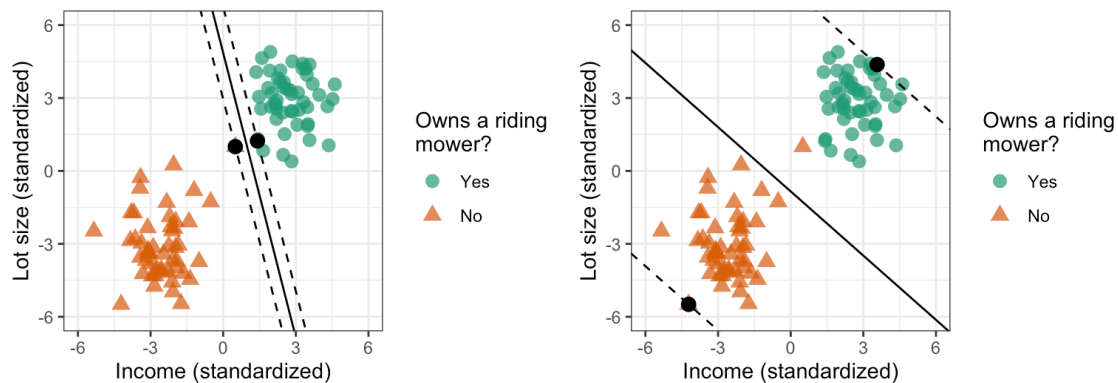 6
3
0
-3
-6
Lot size (standardized)
-6
-3
0
3
6
Income (standardized)
Owns a riding
mower?
Yes
No
6
3
0
-3
-6
Lot size (standardized)
-6
-3
0
3
6
Income (standardized)
Owns a riding
mower?
Yes
No